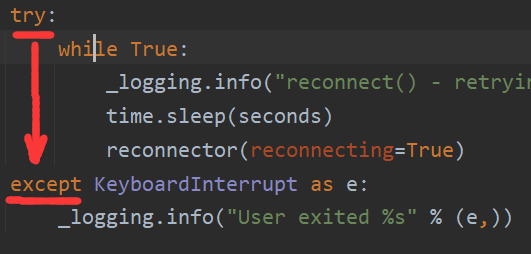 try:
while True:
_logging.info("reconnect() - retryin
time.sleep(seconds)
reconnector(reconnecting=True)
except KeyboardInterrupt as e:
_logging.info("User exited %s" % (e,))